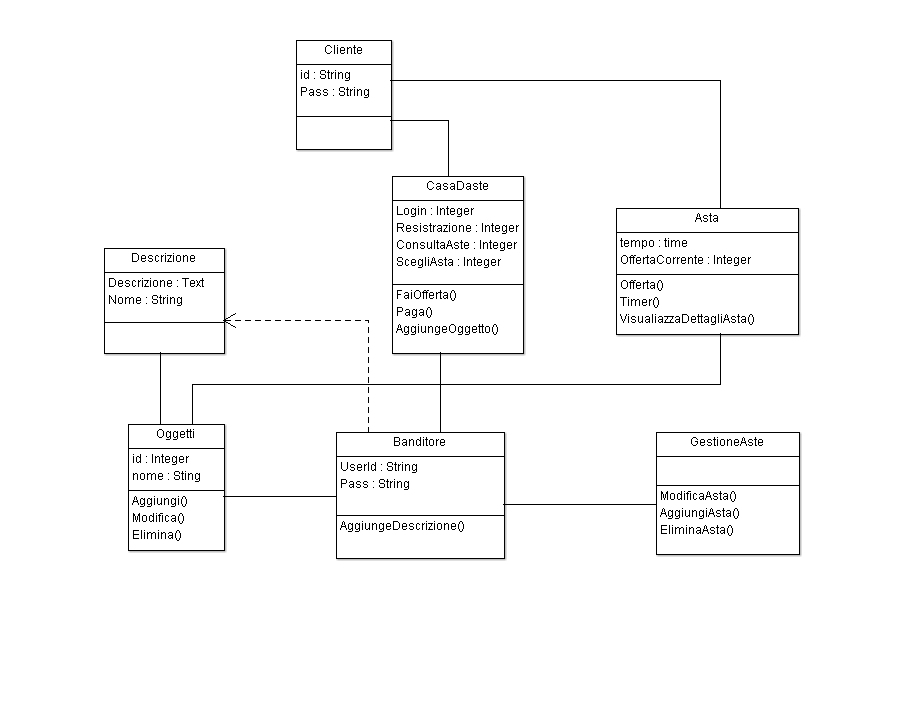 Cliente
id : String
Pass : String
CasaDaste
Login : Integer
Resistrazione : Integer
ConsultaAste : Integer
ScegliAsta : Integer
FaiOfferta()
Paga()
AggiungeOggetto()
Asta
tempo : time
OffertaCorrente : Integer
Offerta()
Timer()
VisualiazzaDettagliAsta()
Descrizione
Descrizione : Text
Nome : String
Oggetti
id : Integer
nome : Sting
Aggiungi()
Modifica()
Elimina()
Banditore
UserId : String
Pass : String
AggiungeDescrizione()
GestioneAste
ModificaAsta()
AggiungiAsta()
EliminaAsta()